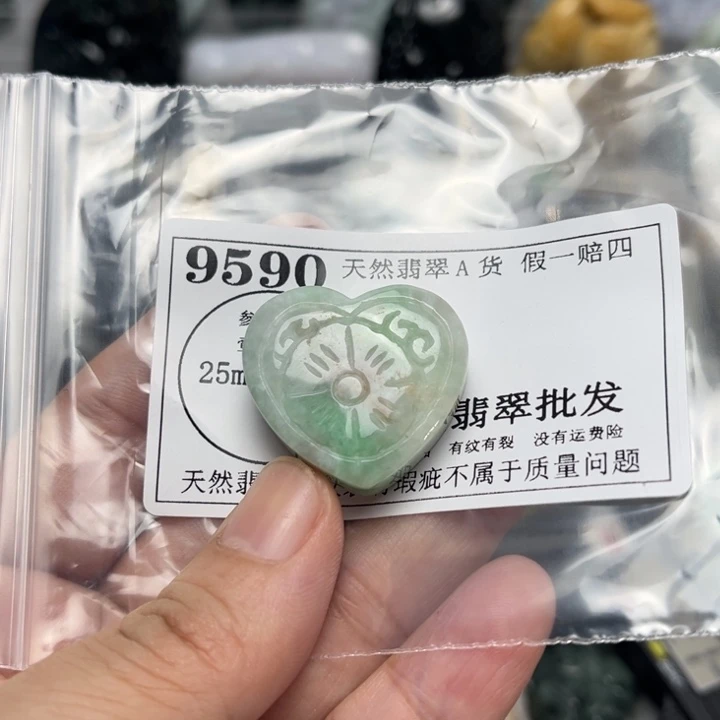 9590 天然翡翠A货 假一赔四
25m
翡翠批发
有纹有裂 没有运费险
天然翡 瑕疵不属于质量问题